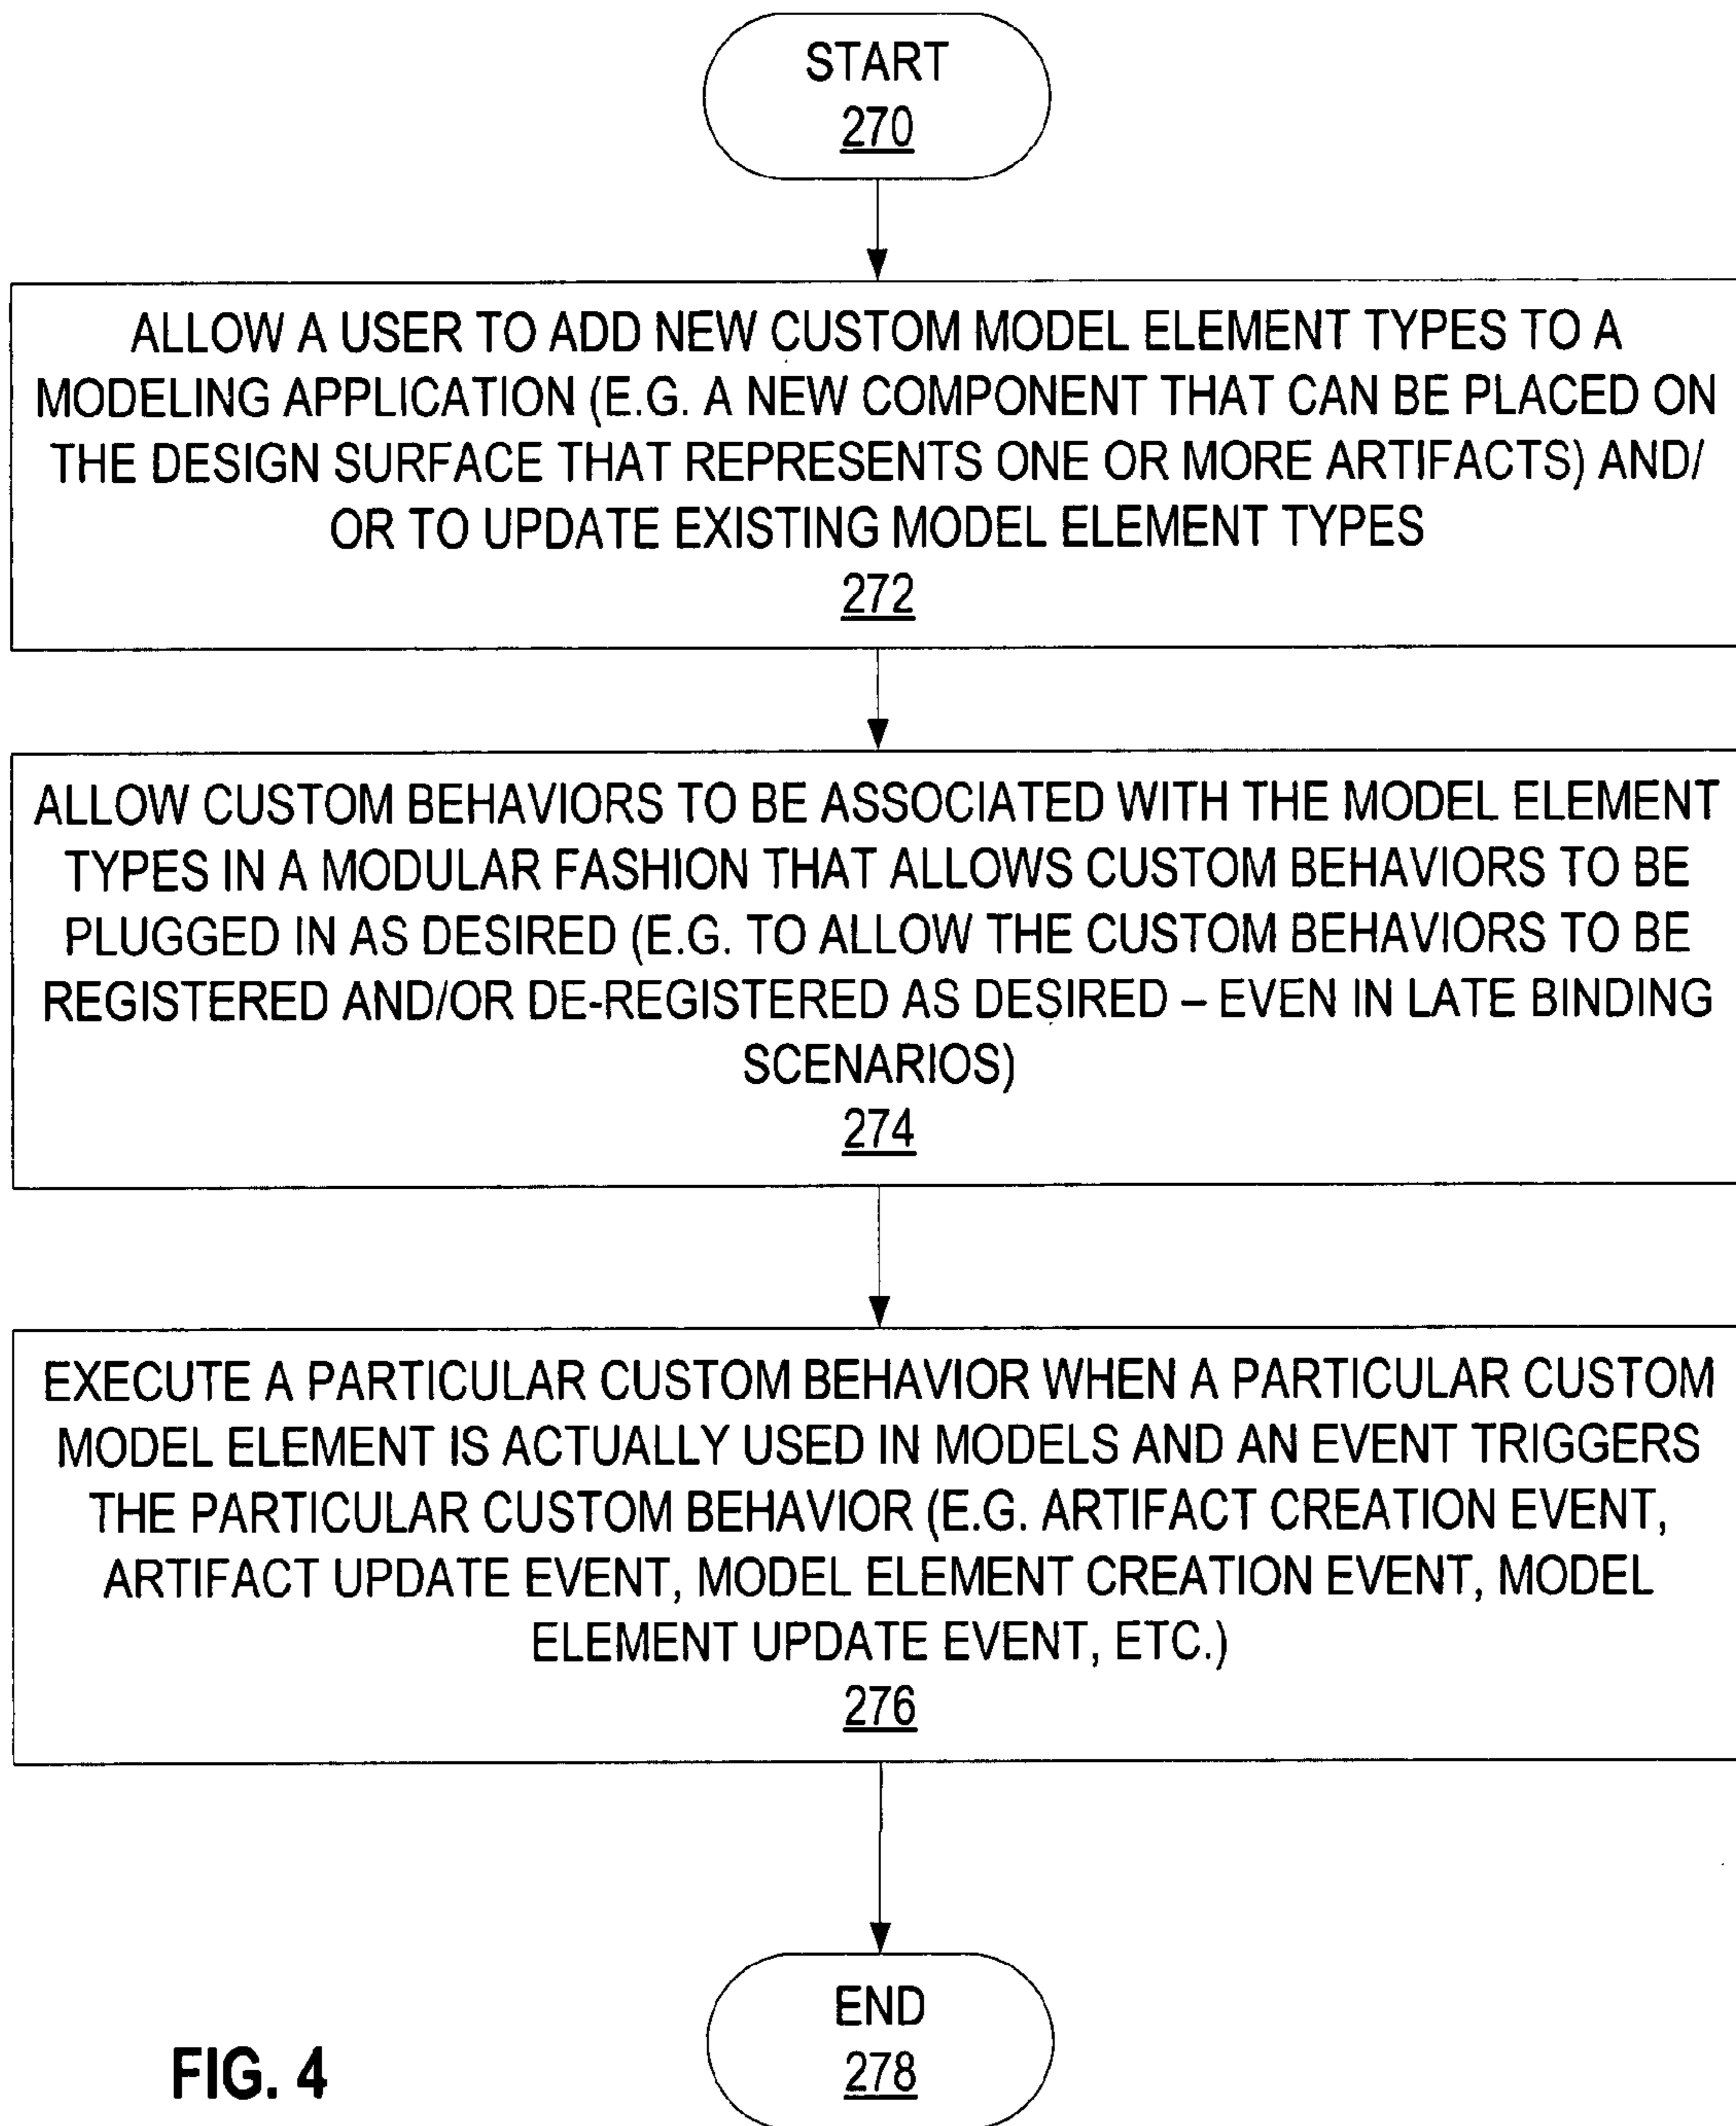 START
270
ALLOW A USER TO ADD NEW CUSTOM MODEL ELEMENT TYPES TO A
MODELING APPLICATION (E.G. A NEW COMPONENT THAT CAN BE PLACED ON
THE DESIGN SURFACE THAT REPRESENTS ONE OR MORE ARTIFACTS) AND/
OR TO UPDATE EXISTING MODEL ELEMENT TYPES
272
ALLOW CUSTOM BEHAVIORS TO BE ASSOCIATED WITH THE MODEL ELEMENT
TYPES IN A MODULAR FASHION THAT ALLOWS CUSTOM BEHAVIORS TO BE
PLUGGED IN AS DESIRED (E.G. TO ALLOW THE CUSTOM BEHAVIORS TO BE
REGISTERED AND/OR DE-REGISTERED AS DESIRED – EVEN IN LATE BINDING
SCENARIOS)
274
EXECUTE A PARTICULAR CUSTOM BEHAVIOR WHEN A PARTICULAR CUSTOM
MODEL ELEMENT IS ACTUALLY USED IN MODELS AND AN EVENT TRIGGERS
THE PARTICULAR CUSTOM BEHAVIOR (E.G. ARTIFACT CREATION EVENT,
ARTIFACT UPDATE EVENT, MODEL ELEMENT CREATION EVENT, MODEL
ELEMENT UPDATE EVENT, ETC.)
276
END
278
FIG. 4